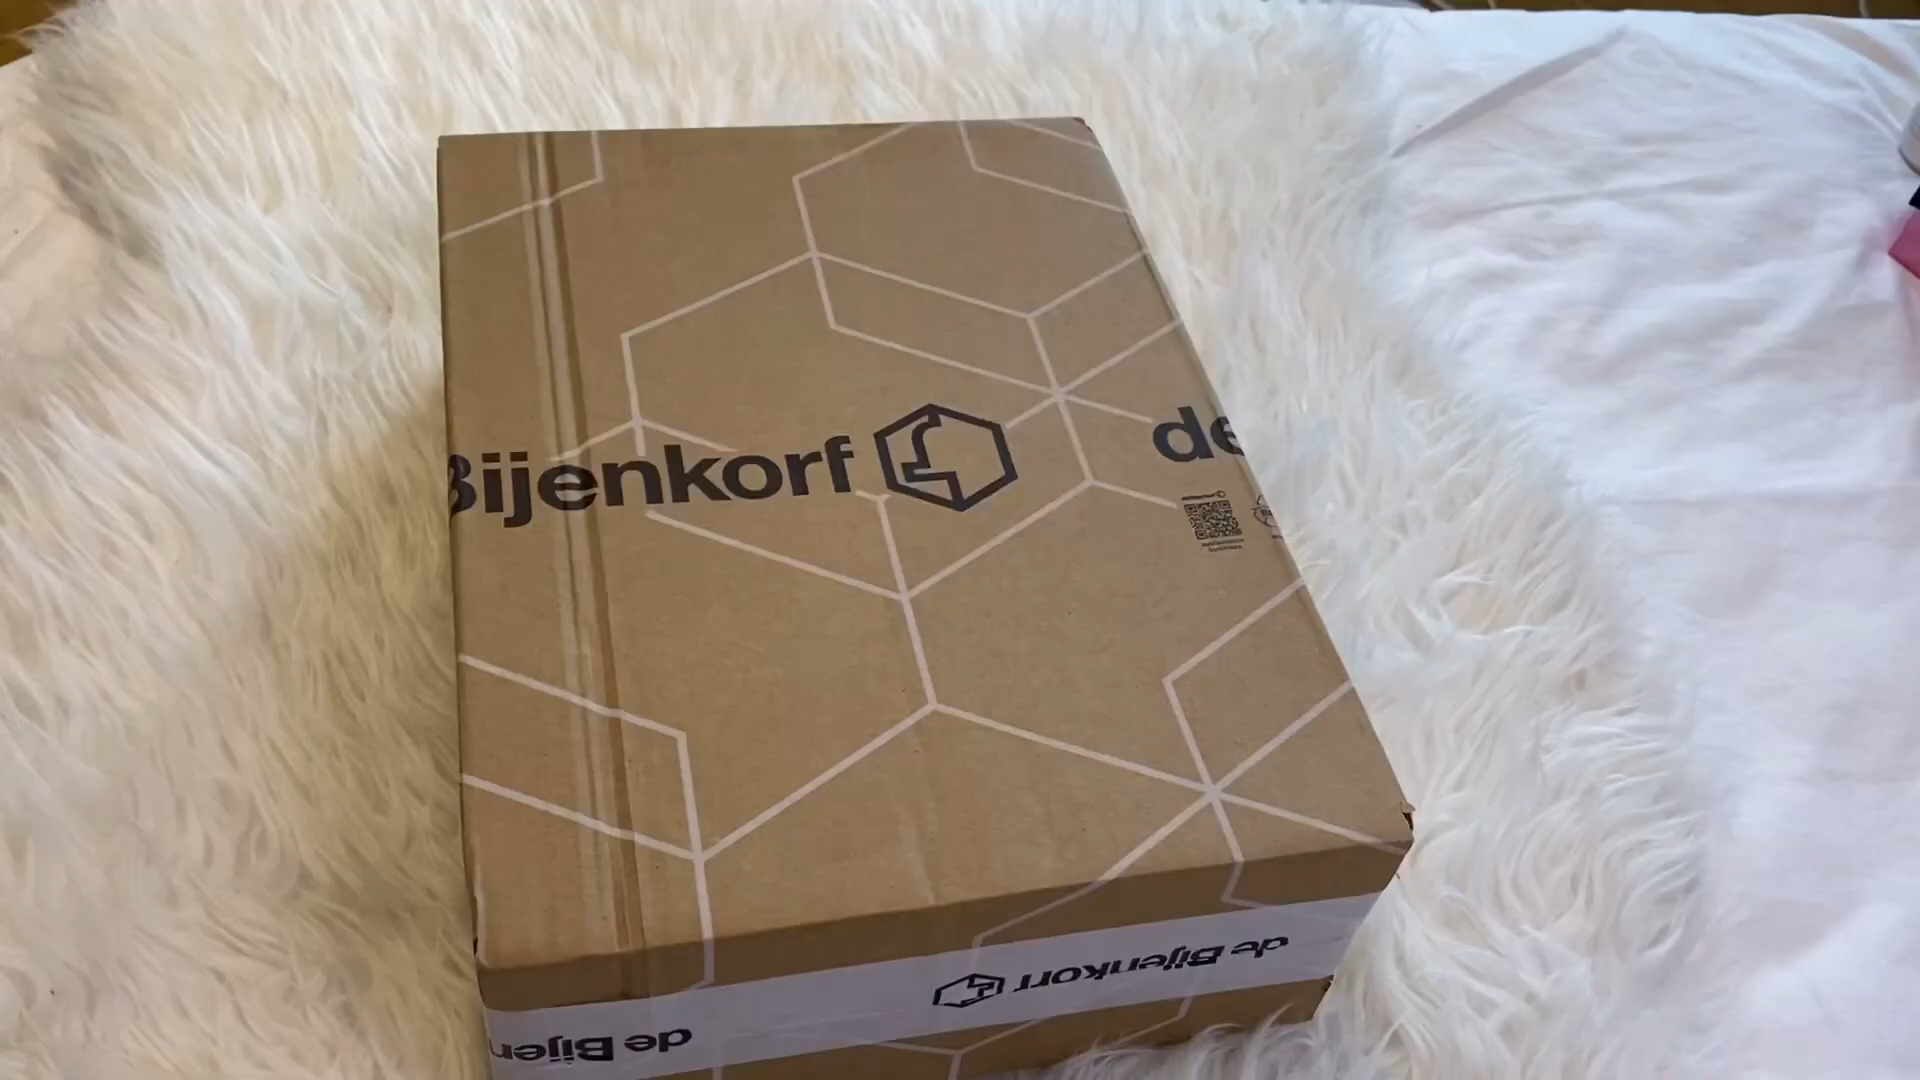 Bijenkorf
de
de Bijenkorf
de Bijen